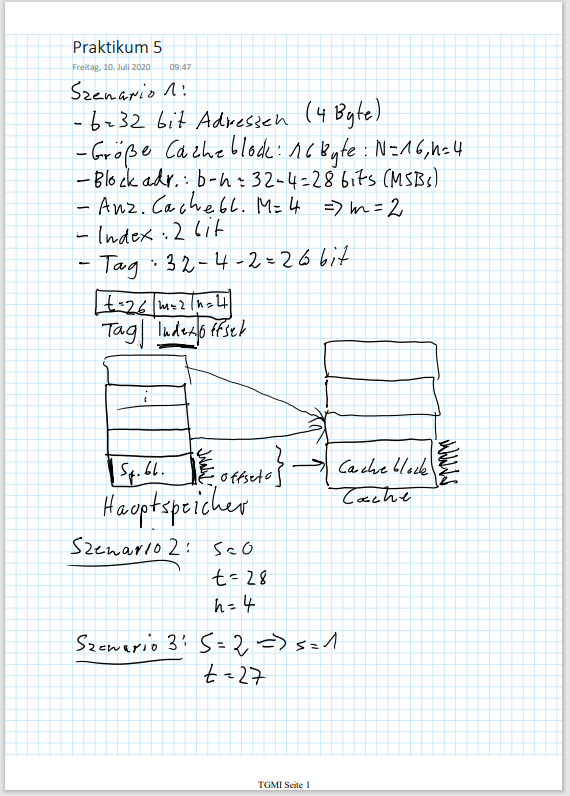 Praktikum 5
Freitag, 10. Juli 2020 09:47
Szenario 1:
- b=32 bit Adressen (4 Byte)
- Größe Cacheblock: 16 Byte: N=16, n=4
- Blockadr.: b-n=32-4=28 bits (MSBs)
- Anz. Cachebl. M=4 => m=2
- Index: 2 bit
- Tag: 32-4-2=26 bit
t=26 | m=2 | n=4
Tag | Index | Offset
i
Sp.bl. offset0 } → Cacheblock
Hauptspeicher Cache
Szenario 2: s=0
t=28
n=4
Szenario 3: S=2 => s=1
t=27
TGMI Seite 1